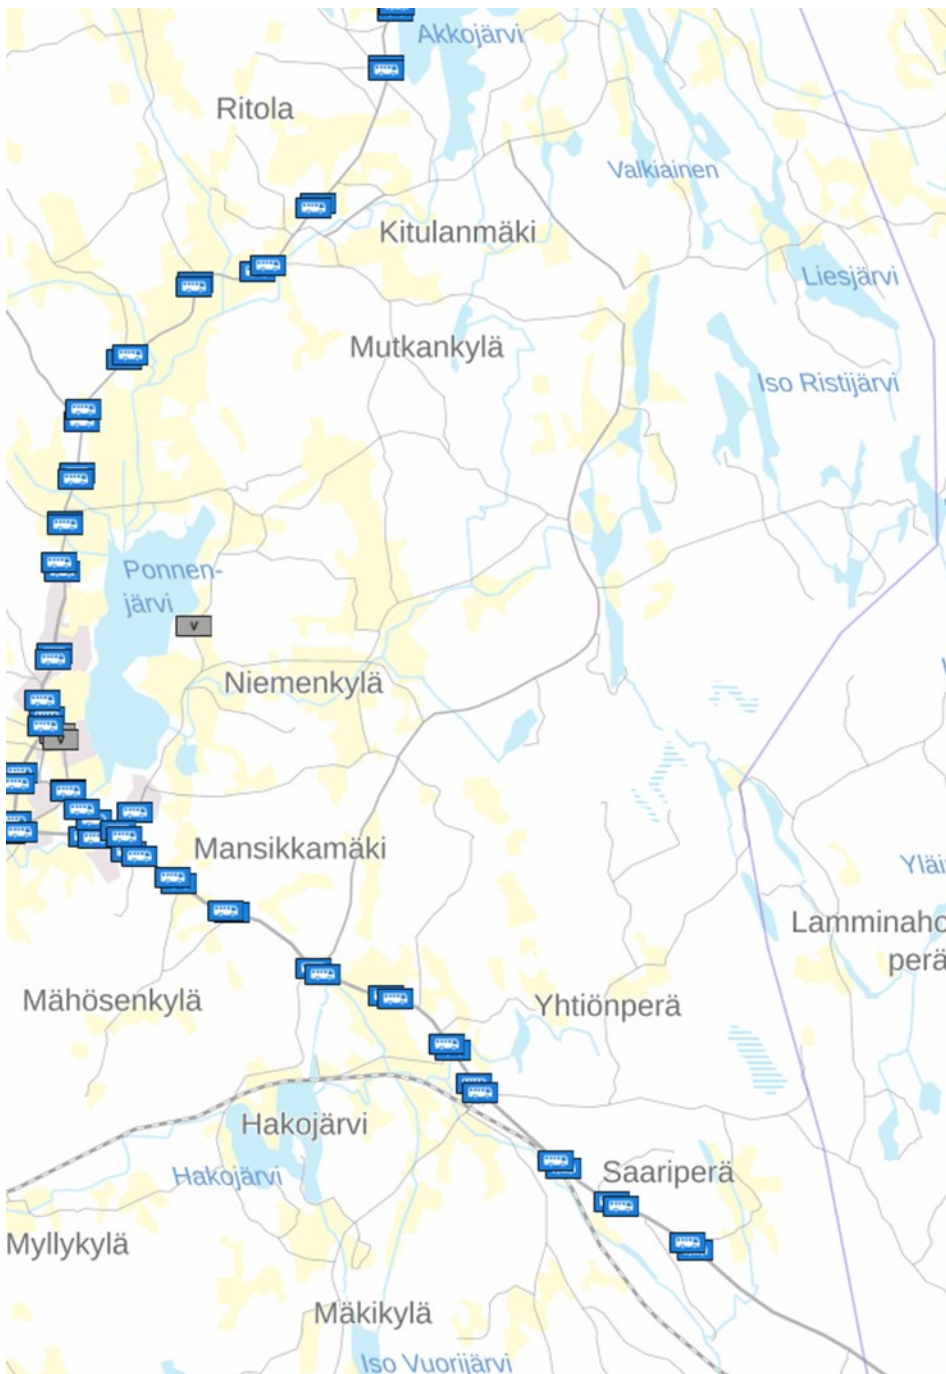 Akkojärvi
Ritola
Valkiainen
Kitulanmäki
Liesjärvi
Mutkankylä
Iso Ristijärvi
Ponnen-
järvi
V
Niemenkylä
V
Mansikkamäki
Yläi
Lamminaho
perä
Mähösenkylä
Yhtiönperä
Hakojärvi
Saariperä
Hakojärvi
Myllykylä
Mäkikylä
Iso Vuorijärvi